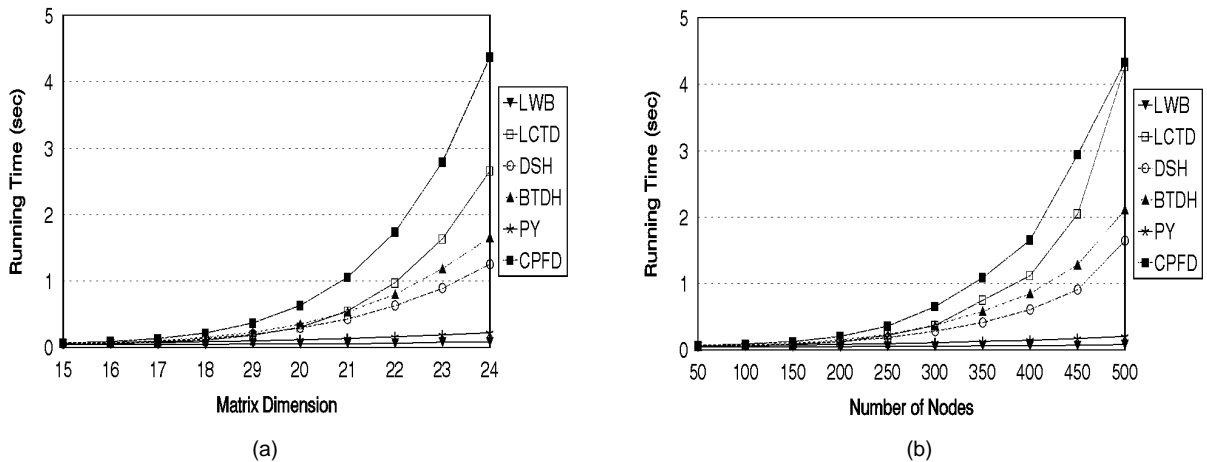 5
4
3
2
1
0
Running Time (sec)
15 16 17 18 29 20 21 22 23 24
Matrix Dimension
LWB
LCTD
DSH
BTDH
PY
CPFD
(a)
5
4
3
2
1
0
Running Time (sec)
50 100 150 200 250 300 350 400 450 500
Number of Nodes
LWB
LCTD
DSH
BTDH
PY
CPFD
(b)